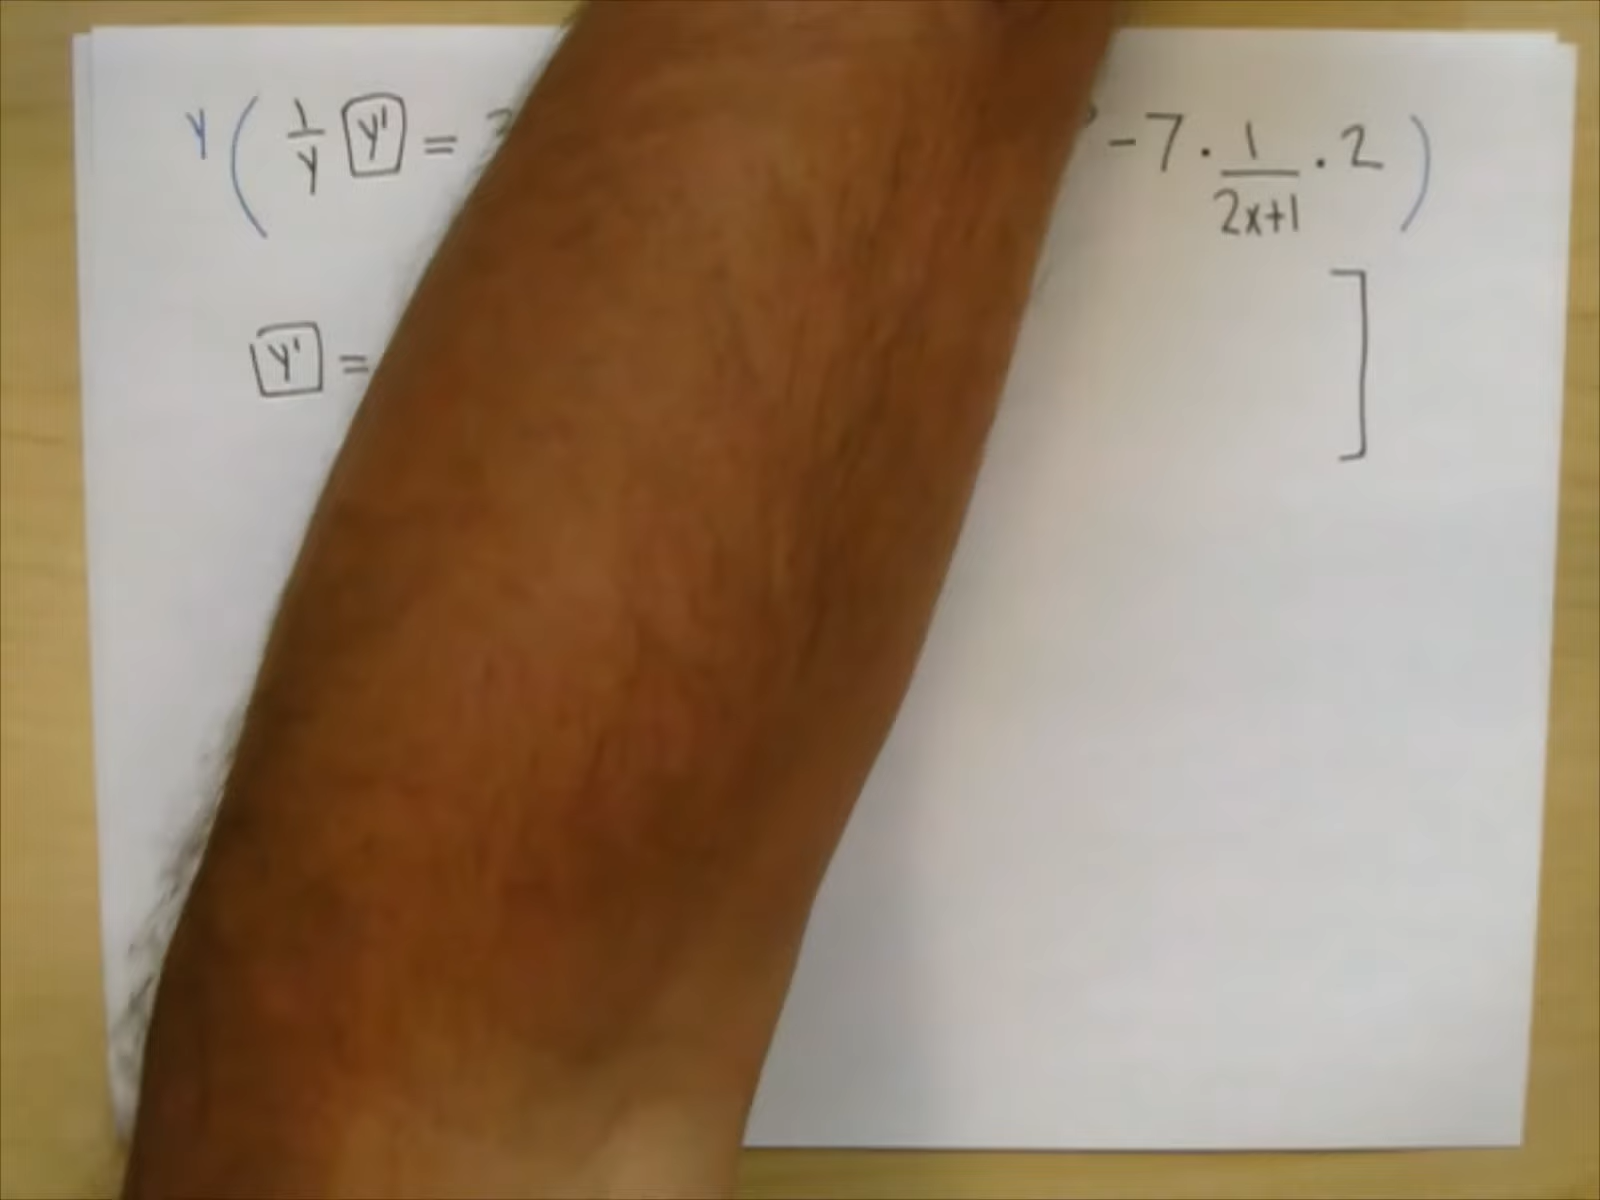 y ( 1/y y' = - 7 · 1/(2x+1) · 2 )
y' = ]